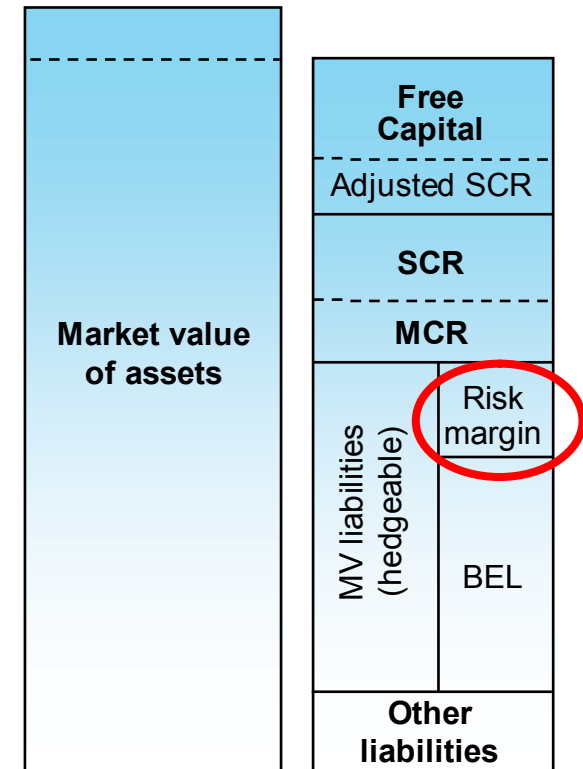 Market value
of assets
Free
Capital
Adjusted SCR
SCR
MCR
MV liabilities
(hedgeable)
Risk
margin
BEL
Other
liabilities